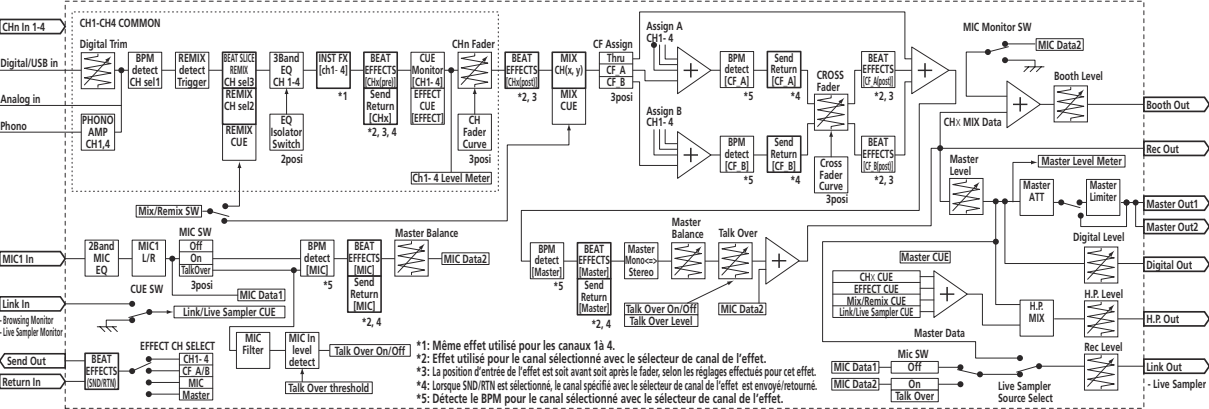 CH1-CH4 COMMON
CHn In 1-4
Digital/USB in
Analog in
Phono
Digital Trim
PHONO
AMP
CH1,4
BPM
detect
CH sel1
REMIX
detect
Trigger
BEAT SLICE
REMIX
CH sel3
REMIX
CH sel2
REMIX
CUE
3Band
EQ
CH 1-4
EQ
Isolator
Switch
2posi
INST FX
[ch1- 4]
*1
BEAT
EFFECTS
[CHx(pre)]
Send
Return
[CHx]
*2, 3, 4
CUE
Monitor
[CH1- 4]
EFFECT
CUE
[EFFECT]
CHn Fader
CH
Fader
Curve
3posi
Ch1- 4 Level Meter
BEAT
EFFECTS
[CHx(post)]
*2, 3
MIX
CH(x, y)
MIX
CUE
CF Assign
Thru
CF_A
CF_B
3posi
Assign A
CH1- 4
Assign B
CH1- 4
BPM
detect
[CF_A]
*5
Send
Return
[CF_A]
*4
BPM
detect
[CF_B]
*5
Send
Return
[CF_B]
*4
CROSS
Fader
Cross
Fader
Curve
3posi
BEAT
EFFECTS
[CF_A(post)]
*2, 3
BEAT
EFFECTS
[CF_B(post)]
*2, 3
MIC Monitor SW
MIC Data2
CHX MIX Data
Booth Level
Booth Out
Rec Out
Master
Level
Master Level Meter
Master
ATT
Master
Limiter
Master Out1
Master Out2
Digital Level
Digital Out
Mix/Remix SW
MIC1 In
2Band
MIC
EQ
MIC1
L/R
MIC SW
Off
On
TalkOver
3posi
BPM
detect
[MIC]
*5
BEAT
EFFECTS
[MIC]
Send
Return
[MIC]
*2, 4
Master Balance
MIC Data2
MIC Data1
Link In
- Browsing Monitor
- Live Sampler Monitor
CUE SW
Link/Live Sampler CUE
Send Out
Return In
BEAT
EFFECTS
(SND/RTN)
EFFECT CH SELECT
CH1- 4
CF A/B
MIC
Master
MIC
Filter
MIC In
level
detect
Talk Over On/Off
Talk Over threshold
BPM
detect
[Master]
*5
BEAT
EFFECTS
[Master]
Send
Return
[Master]
*2, 4
Master
Mono<=>
Stereo
Master
Balance
Talk Over
Talk Over On/Off
Talk Over Level
MIC Data2
Master CUE
CHX CUE
EFFECT CUE
Mix/Remix CUE
Link/Live Sampler CUE
H.P.
MIX
H.P. Level
H.P. Out
Master Data
Mic SW
MIC Data1
Off
MIC Data2
On
Talk Over
Live Sampler
Source Select
Rec Level
Link Out
- Live Sampler
*1: Même effet utilisé pour les canaux 1à 4.
*2: Effet utilisé pour le canal sélectionné avec le sélecteur de canal de l’effet.
*3: La position d’entrée de l’effet est soit avant soit après le fader, selon les réglages effectués pour cet effet.
*4: Lorsque SND/RTN est sélectionné, le canal spécifié avec le sélecteur de canal de l’effet est envoyé/retourné.
*5: Détecte le BPM pour le canal sélectionné avec le sélecteur de canal de l’effet.